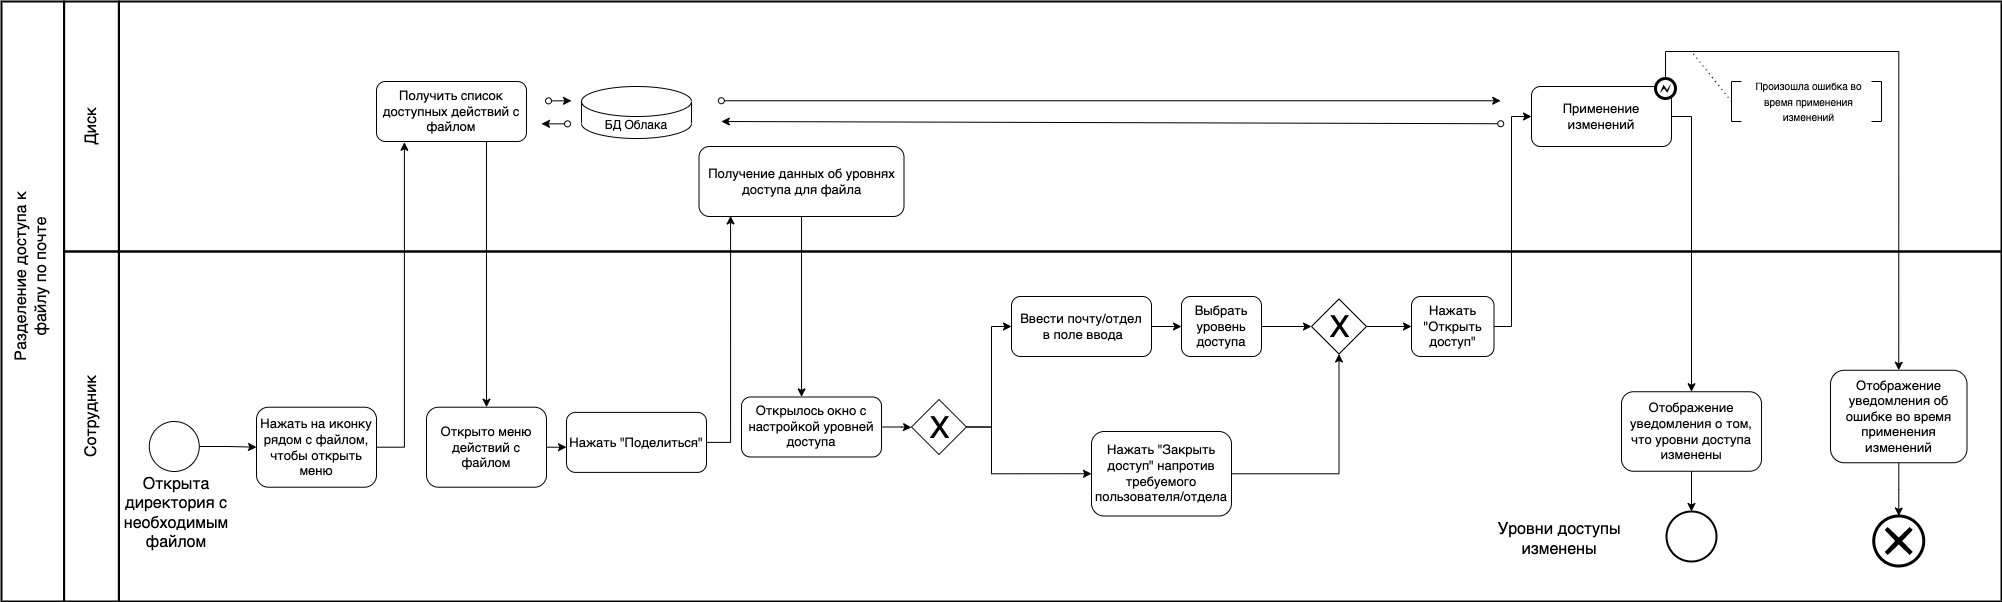 Разделение доступа к
файлу по почте
Диск
Сотрудник
Получить список
доступных действий с
файлом
БД Облака
Получение данных об уровнях
доступа для файла
Применение
изменений
Произошла ошибка во
время применения
изменений
Открыта
директория с
необходимым
файлом
Нажать на иконку
рядом с файлом,
чтобы открыть
меню
Открыто меню
действий с
файлом
Нажать "Поделиться"
Открылось окно с
настройкой уровней
доступа
X
Ввести почту/отдел
в поле ввода
Выбрать
уровень
доступа
Нажать "Закрыть
доступ" напротив
требуемого
пользователя/отдела
X
Нажать
"Открыть
доступ"
Отображение
уведомления о том,
что уровни доступа
изменены
Уровни доступы
изменены
Отображение
уведомления об
ошибке во время
применения
изменений